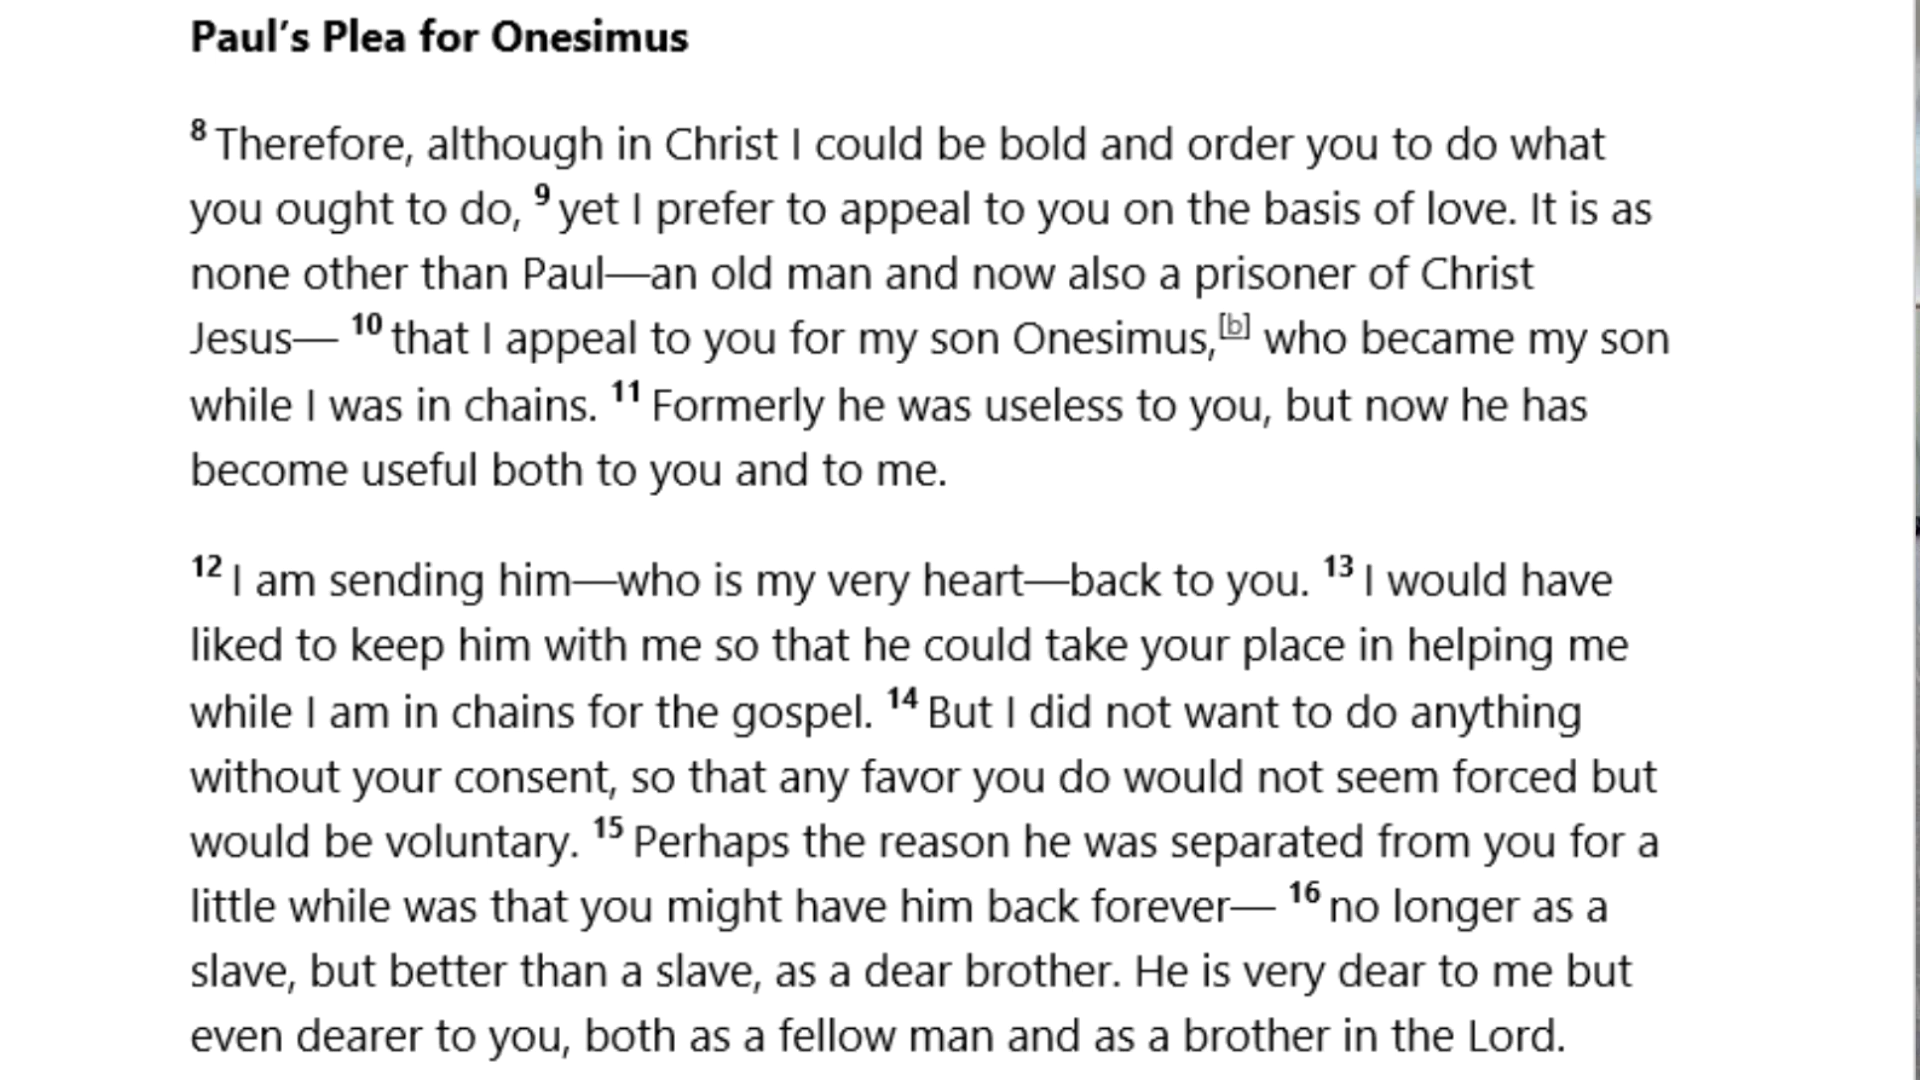 Paul’s Plea for Onesimus
8 Therefore, although in Christ I could be bold and order you to do what
you ought to do, 9 yet I prefer to appeal to you on the basis of love. It is as
none other than Paul—an old man and now also a prisoner of Christ
Jesus— 10 that I appeal to you for my son Onesimus,[b] who became my son
while I was in chains. 11 Formerly he was useless to you, but now he has
become useful both to you and to me.
12 I am sending him—who is my very heart—back to you. 13 I would have
liked to keep him with me so that he could take your place in helping me
while I am in chains for the gospel. 14 But I did not want to do anything
without your consent, so that any favor you do would not seem forced but
would be voluntary. 15 Perhaps the reason he was separated from you for a
little while was that you might have him back forever— 16 no longer as a
slave, but better than a slave, as a dear brother. He is very dear to me but
even dearer to you, both as a fellow man and as a brother in the Lord.